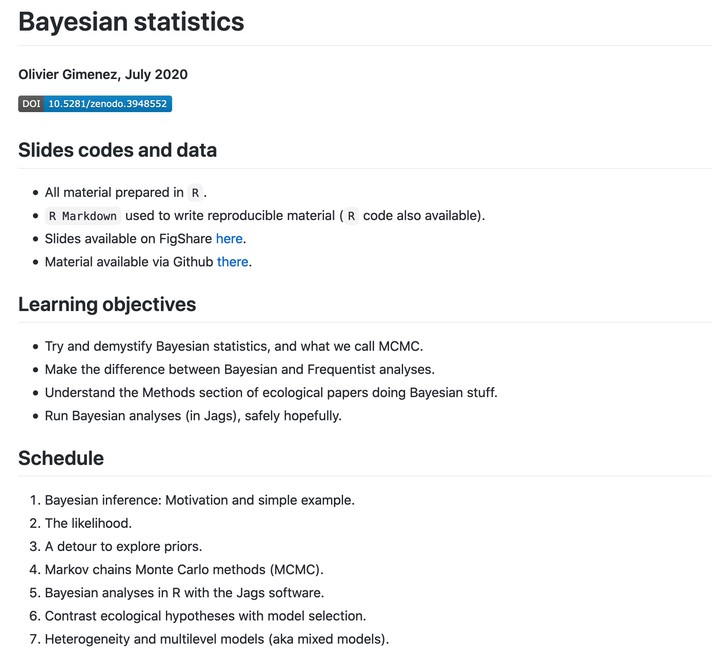 Bayesian statistics
Olivier Gimenez, July 2020
DOI 10.5281/zenodo.3948552
Slides codes and data
• All material prepared in R .
• R Markdown used to write reproducible material ( R code also available).
• Slides available on FigShare here.
• Material available via Github there.
Learning objectives
• Try and demystify Bayesian statistics, and what we call MCMC.
• Make the difference between Bayesian and Frequentist analyses.
• Understand the Methods section of ecological papers doing Bayesian stuff.
• Run Bayesian analyses (in Jags), safely hopefully.
Schedule
1. Bayesian inference: Motivation and simple example.
2. The likelihood.
3. A detour to explore priors.
4. Markov chains Monte Carlo methods (MCMC).
5. Bayesian analyses in R with the Jags software.
6. Contrast ecological hypotheses with model selection.
7. Heterogeneity and multilevel models (aka mixed models).